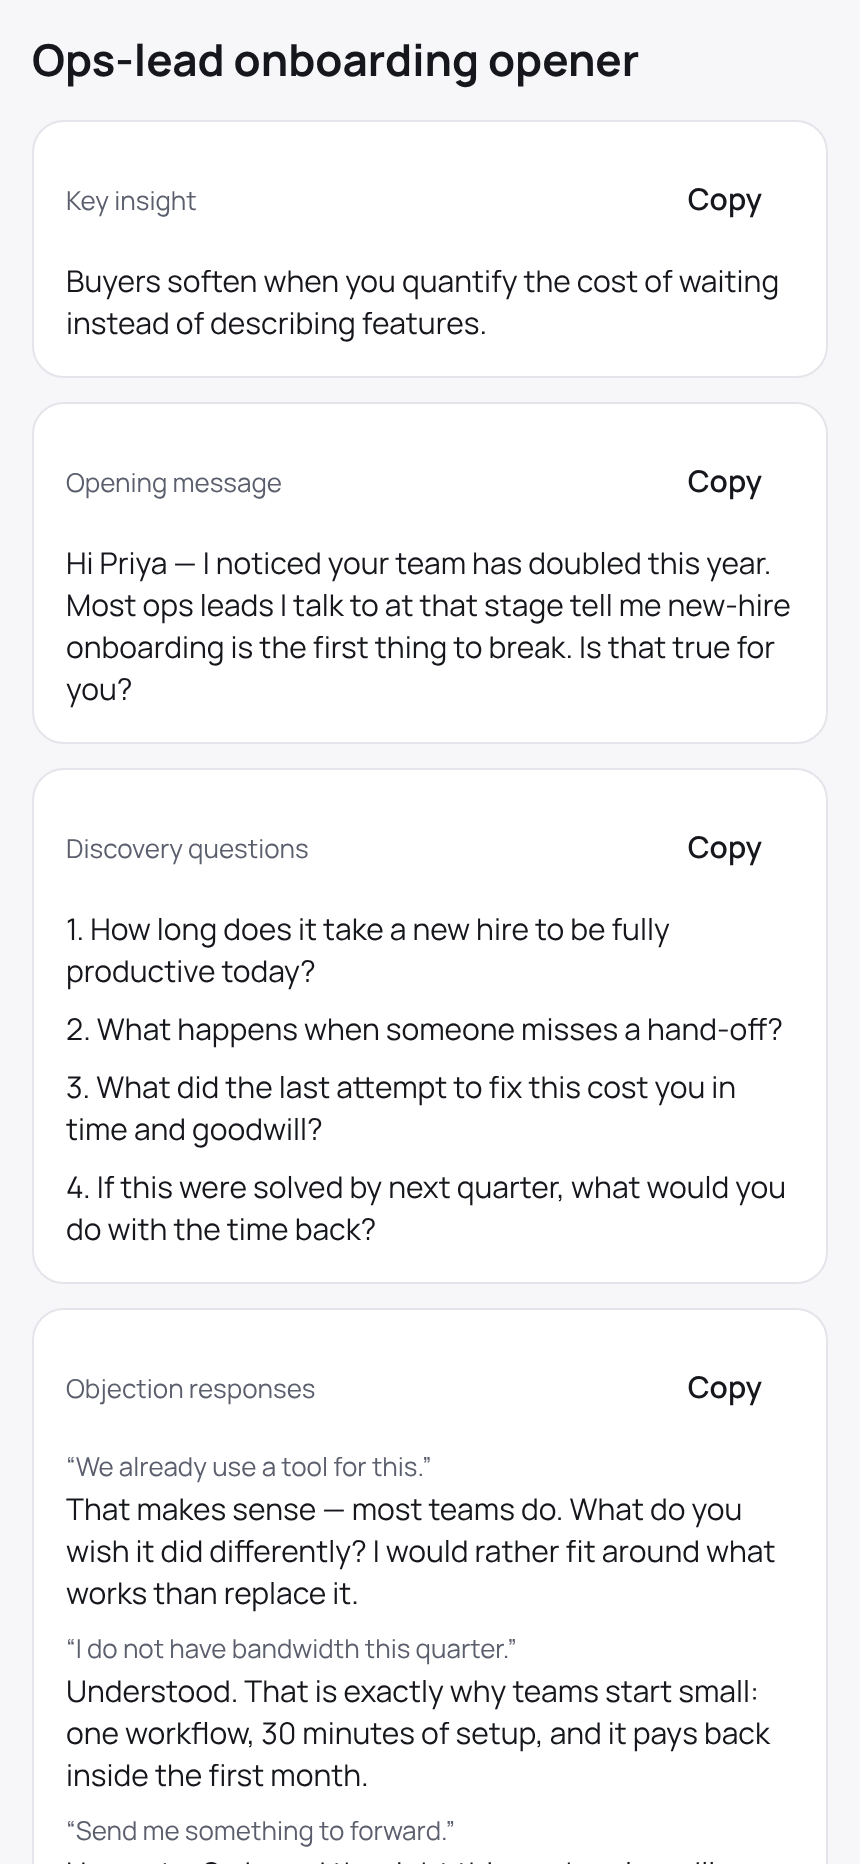 Ops-lead onboarding opener
Key insight
Copy
Buyers soften when you quantify the cost of waiting
instead of describing features.
Opening message
Copy
Hi Priya — I noticed your team has doubled this year.
Most ops leads I talk to at that stage tell me new-hire
onboarding is the first thing to break. Is that true for
you?
Discovery questions
Copy
1. How long does it take a new hire to be fully
productive today?
2. What happens when someone misses a hand-off?
3. What did the last attempt to fix this cost you in
time and goodwill?
4. If this were solved by next quarter, what would you
do with the time back?
Objection responses
Copy
“We already use a tool for this.”
That makes sense — most teams do. What do you
wish it did differently? I would rather fit around what
works than replace it.
“I do not have bandwidth this quarter.”
Understood. That is exactly why teams start small:
one workflow, 30 minutes of setup, and it pays back
inside the first month.
“Send me something to forward.”